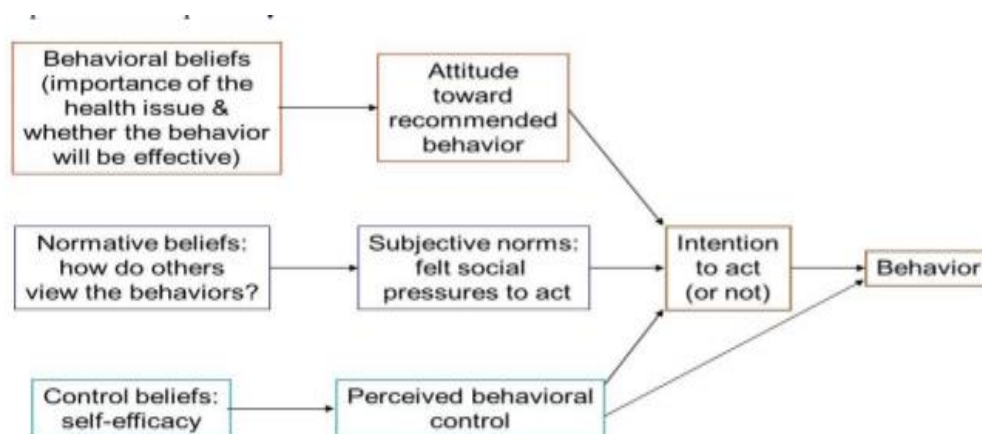 Behavioral beliefs
(importance of the
health issue &
whether the behavior
will be effective)
Attitude
toward
recommended
behavior
Normative beliefs:
how do others
view the behaviors?
Subjective norms:
felt social
pressures to act
Intention
to act
(or not)
Behavior
Control beliefs:
self-efficacy
Perceived behavioral
control